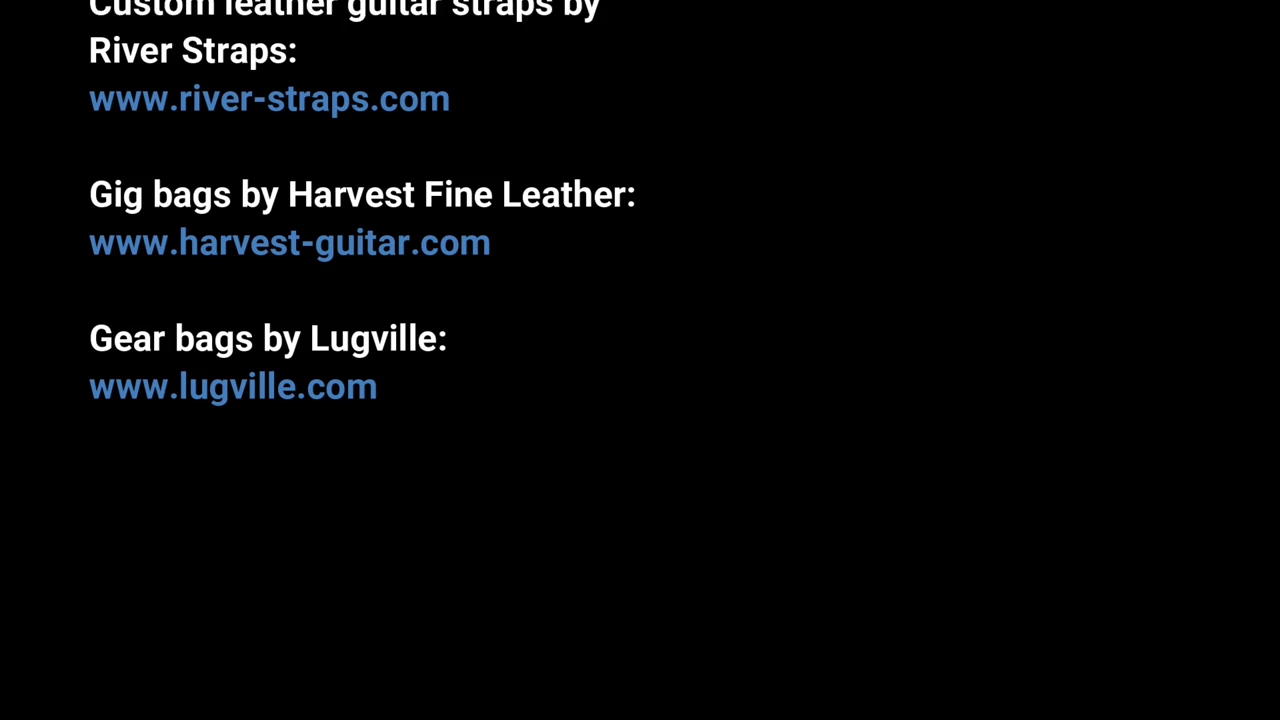 Custom leather guitar straps by
River Straps:
www.river-straps.com
Gig bags by Harvest Fine Leather:
www.harvest-guitar.com
Gear bags by Lugville:
www.lugville.com